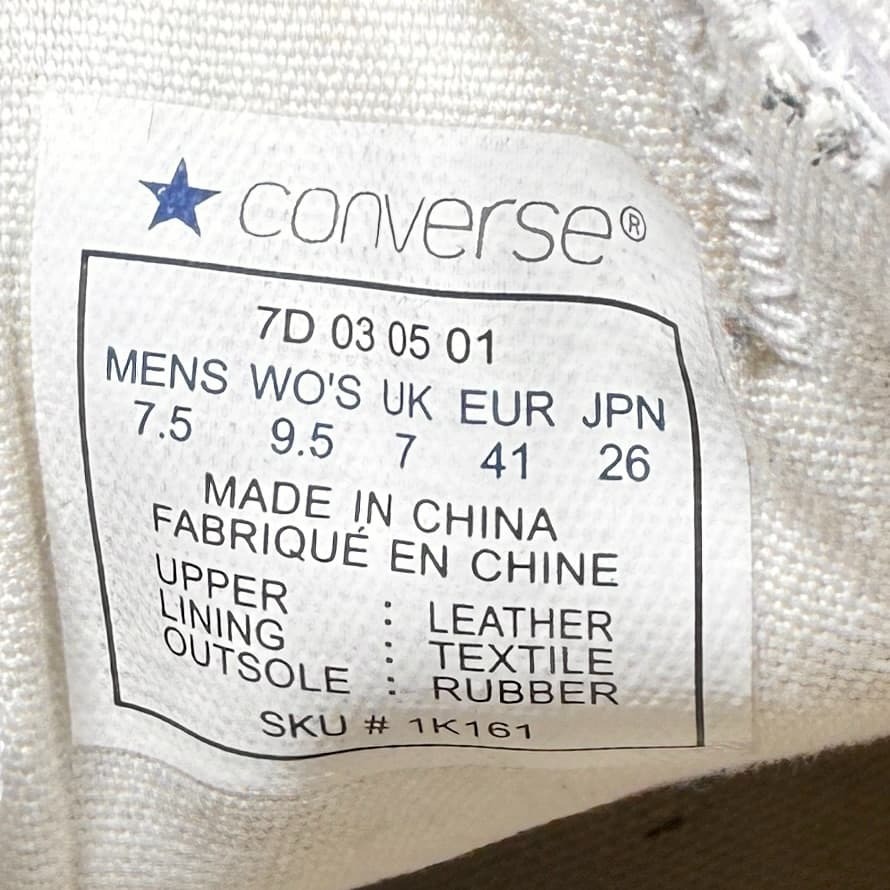 converse®
7D 03 05 01
MENS WO'S UK EUR JPN
7.5 9.5 7 41 26
MADE IN CHINA
FABRIQUÉ EN CHINE
UPPER : LEATHER
LINING : TEXTILE
OUTSOLE : RUBBER
SKU # 1K161